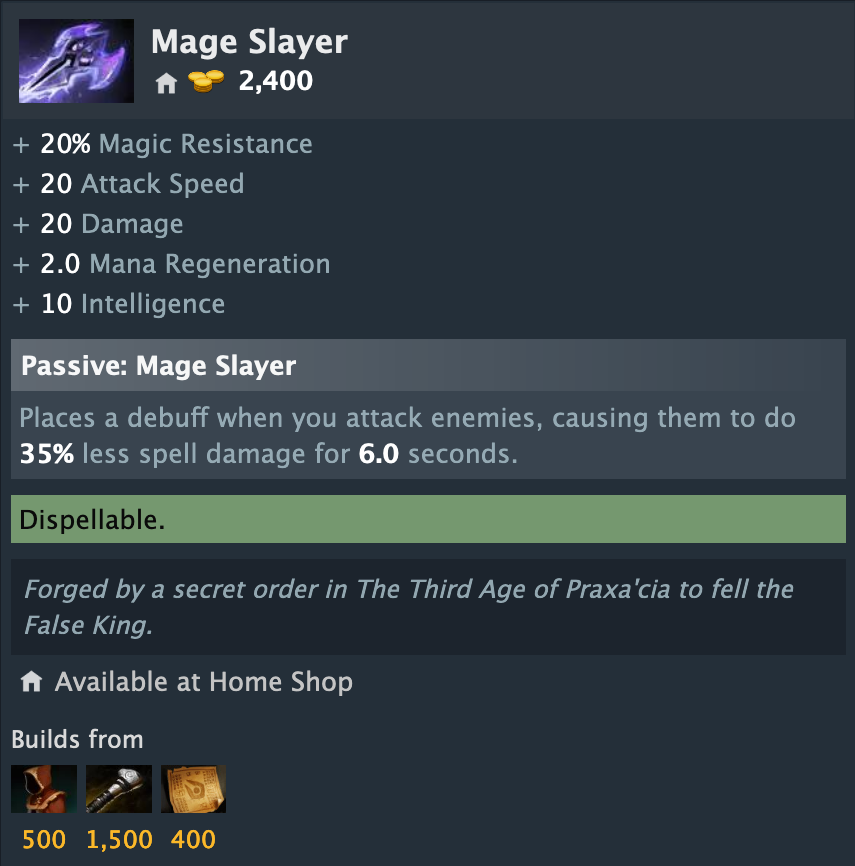 Mage Slayer
2,400
+ 20% Magic Resistance
+ 20 Attack Speed
+ 20 Damage
+ 2.0 Mana Regeneration
+ 10 Intelligence
Passive: Mage Slayer
Places a debuff when you attack enemies, causing them to do
35% less spell damage for 6.0 seconds.
Dispellable.
Forged by a secret order in The Third Age of Praxa'cia to fell the
False King.
Available at Home Shop
Builds from
500 1,500 400